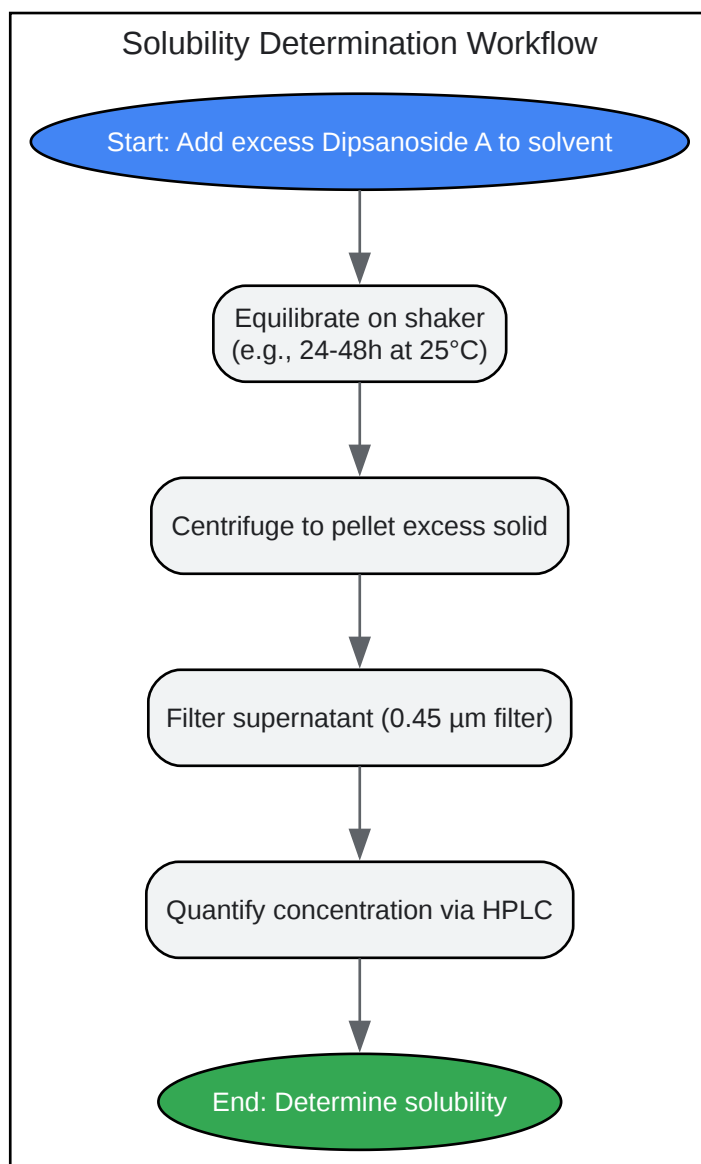 Solubility Determination Workflow
Start: Add excess Dipsanoside A to solvent
Equilibrate on shaker
(e.g., 24-48h at 25°C)
Centrifuge to pellet excess solid
Filter supernatant (0.45 µm filter)
Quantify concentration via HPLC
End: Determine solubility